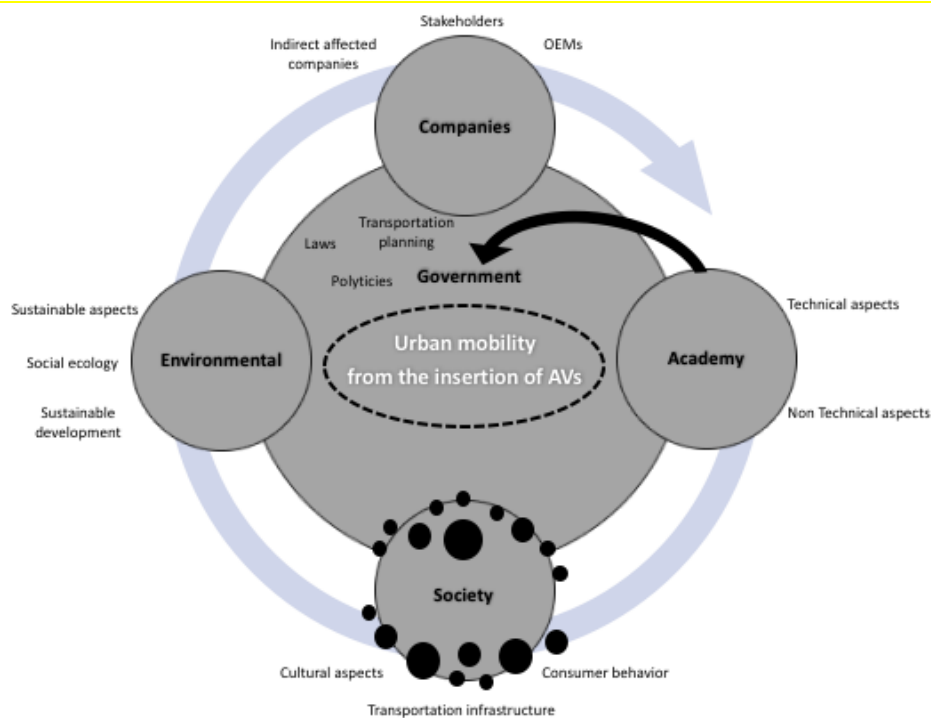 Stakeholders
Indirect affected
companies
OEMs
Companies
Transportation
planning
Laws
Polyticies
Government
Sustainable aspects
Social ecology
Sustainable
development
Environmental
Urban mobility
from the insertion of AVs
Academy
Technical aspects
Non Technical aspects
Society
Cultural aspects
Consumer behavior
Transportation infrastructure